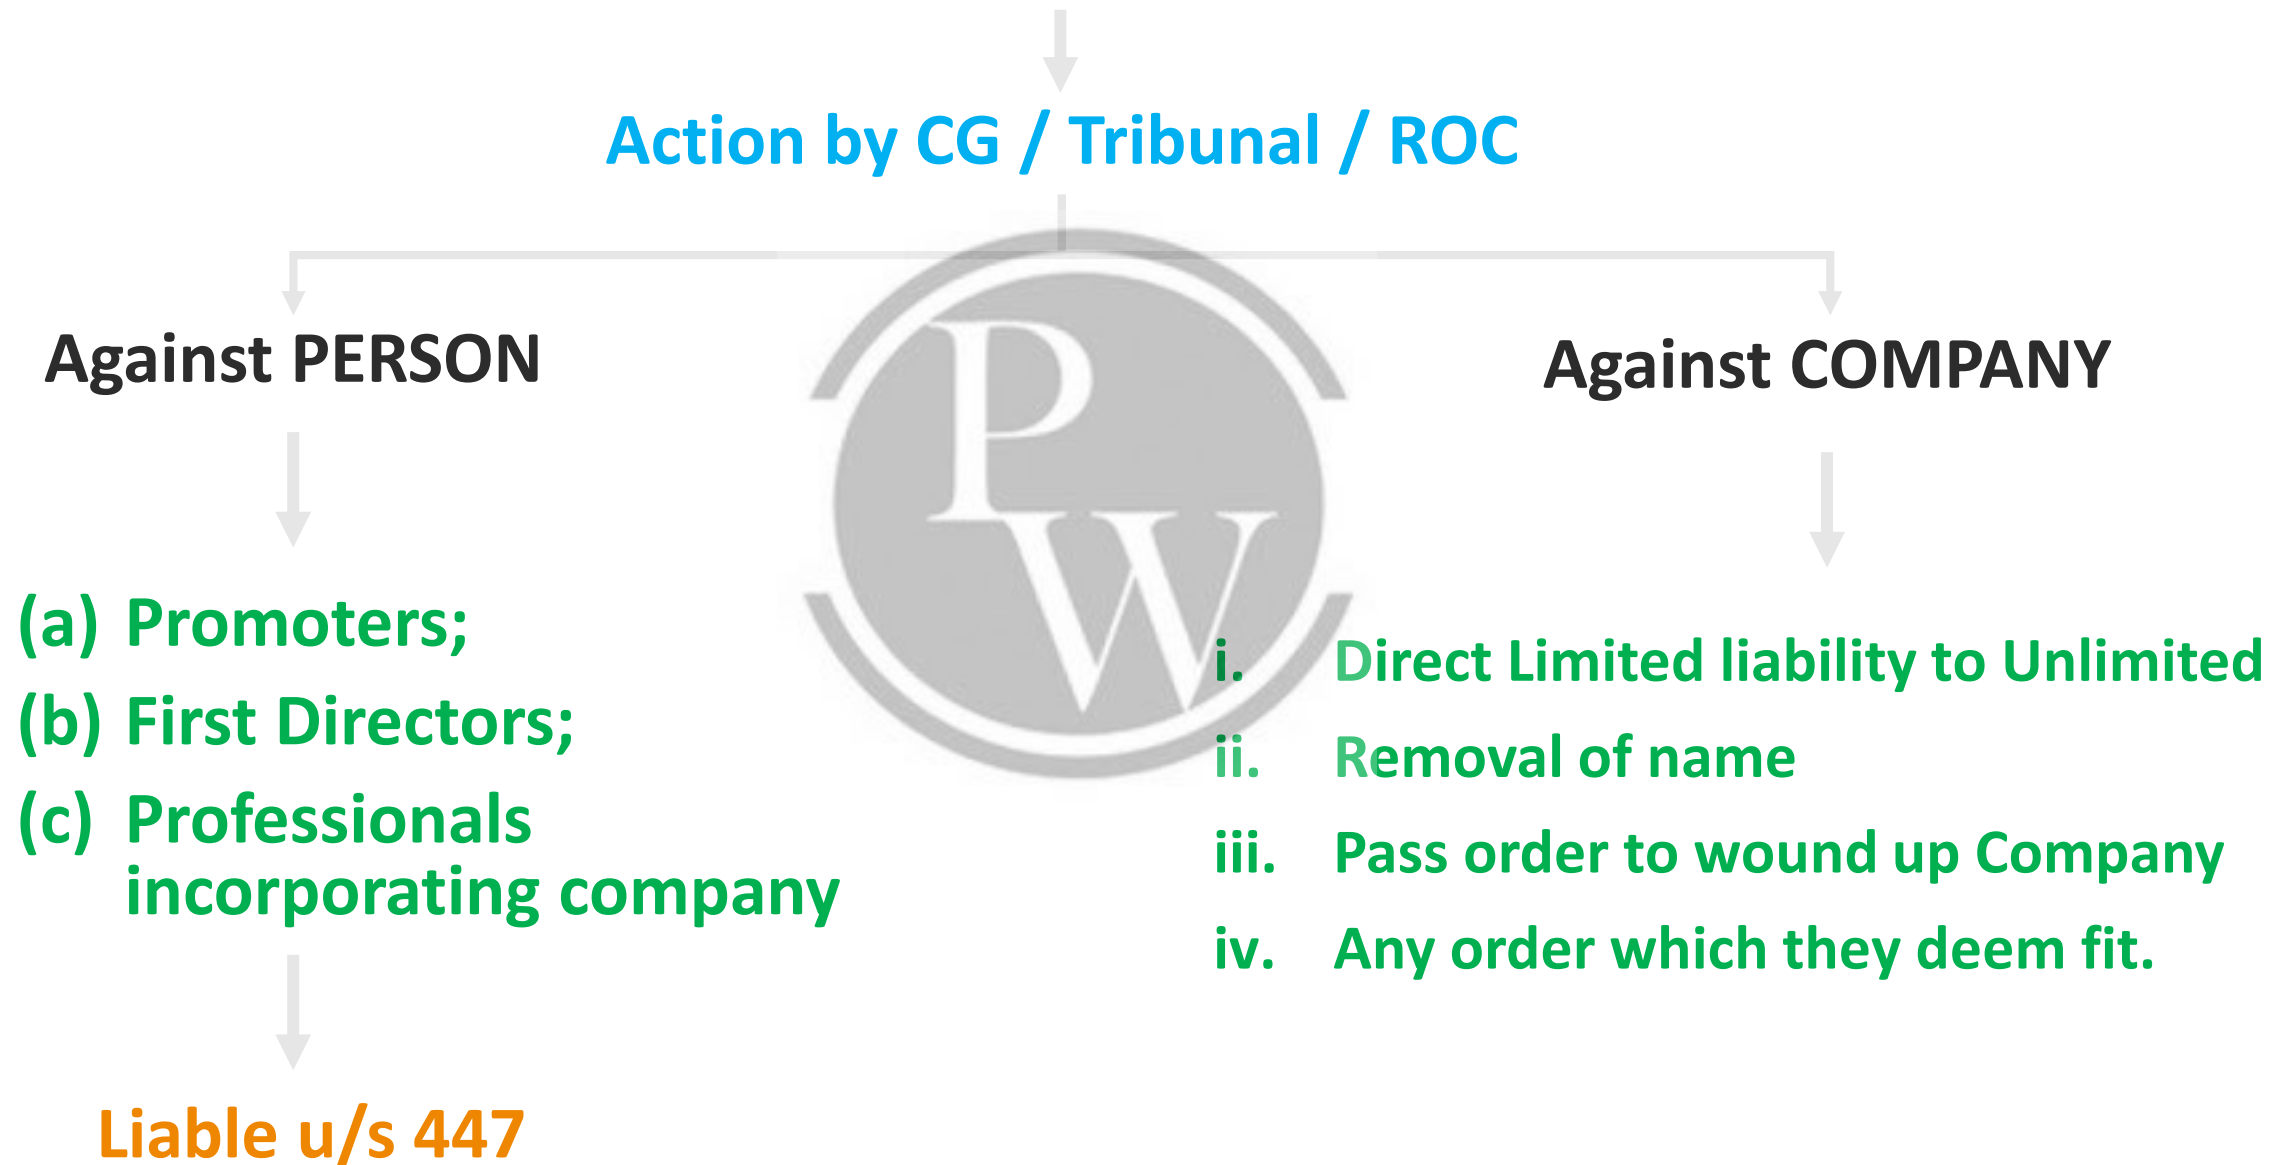 Action by CG / Tribunal / ROC
Against PERSON
(a) Promoters;
(b) First Directors;
(c) Professionals
incorporating company
Liable u/s 447
Against COMPANY
i. Direct Limited liability to Unlimited
ii. Removal of name
iii. Pass order to wound up Company
iv. Any order which they deem fit.
PW